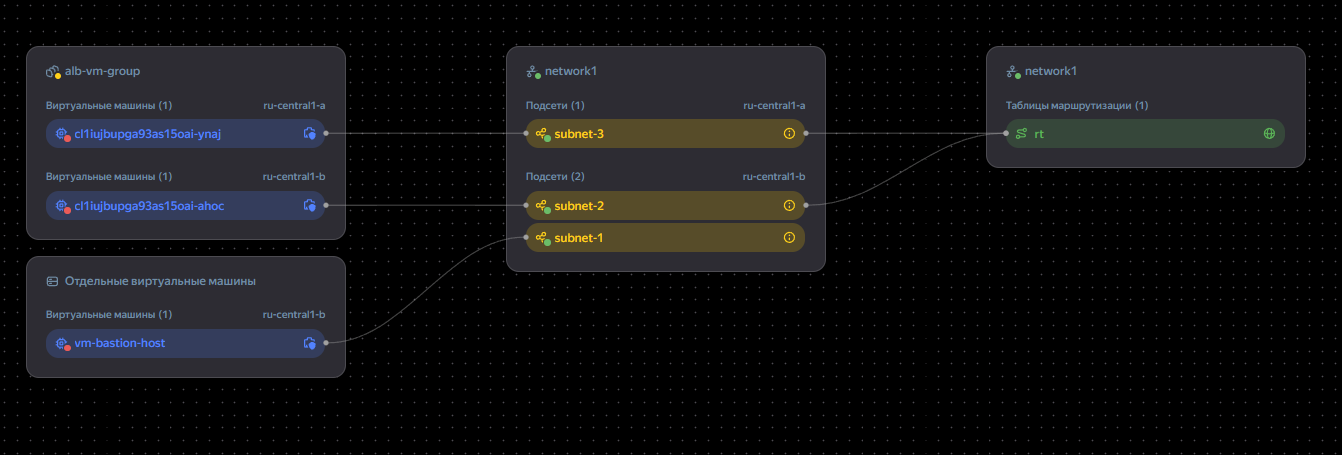 alb-vm-group
Виртуальные машины (1) ru-central1-a
cl1iujbupga93as15oai-ynaj
Виртуальные машины (1) ru-central1-b
cl1iujbupga93as15oai-ahoc
Отдельные виртуальные машины
Виртуальные машины (1) ru-central1-b
vm-bastion-host
network1
Подсети (1) ru-central1-a
subnet-3
Подсети (2) ru-central1-b
subnet-2
subnet-1
network1
Таблицы маршрутизации (1)
rt